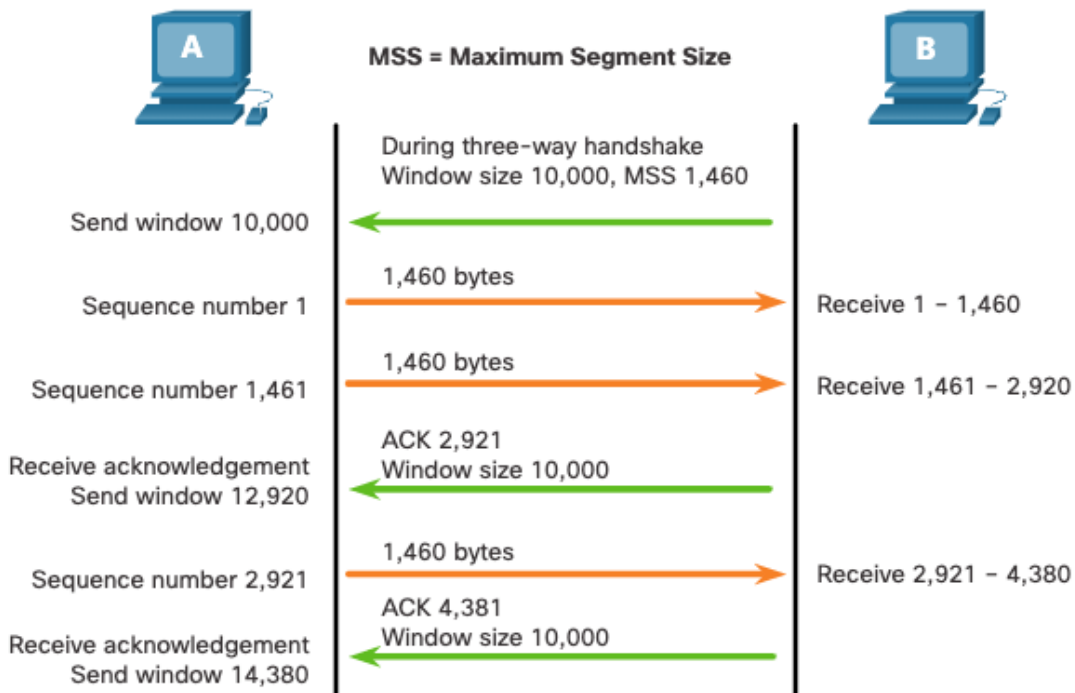 A
MSS = Maximum Segment Size
B
During three-way handshake
Window size 10,000, MSS 1,460
Send window 10,000
1,460 bytes
Sequence number 1
Receive 1 – 1,460
1,460 bytes
Sequence number 1,461
Receive 1,461 – 2,920
ACK 2,921
Window size 10,000
Receive acknowledgement
Send window 12,920
1,460 bytes
Sequence number 2,921
Receive 2,921 – 4,380
ACK 4,381
Window size 10,000
Receive acknowledgement
Send window 14,380